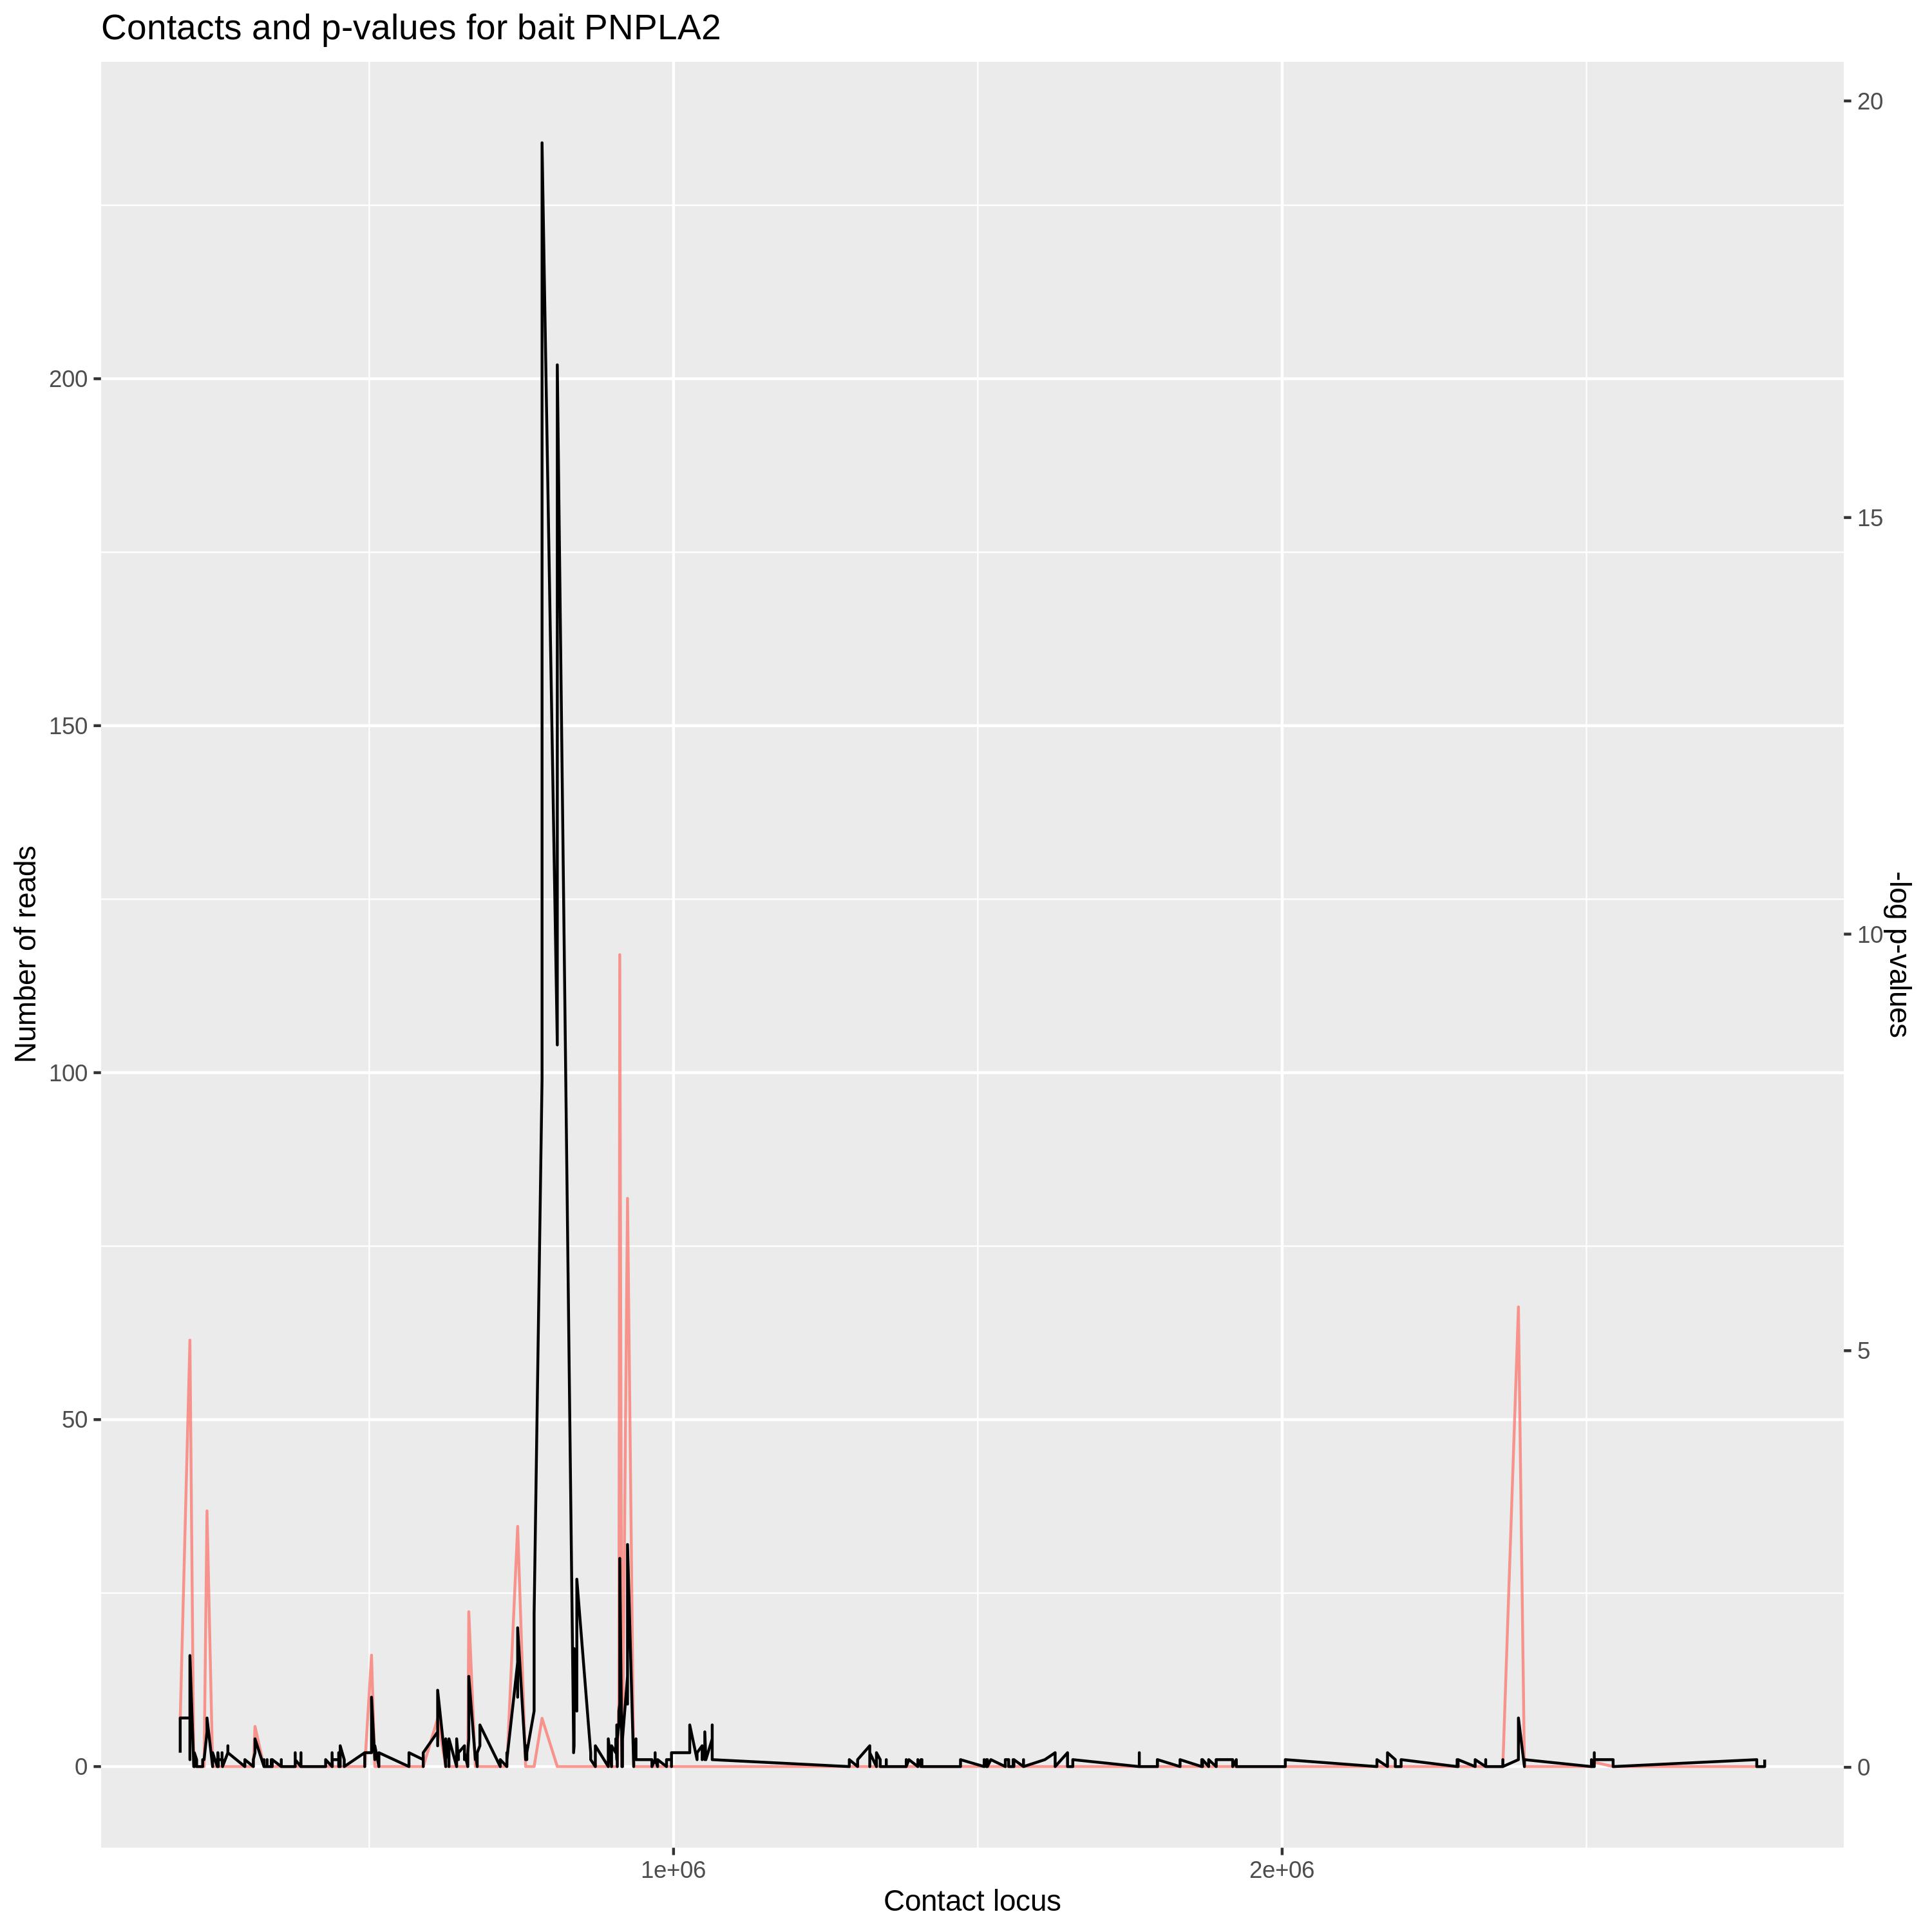 Contacts and p-values for bait PNPLA2
Number of reads
200
150
100
50
0
20
15
10
5
0
-log p-values
1e+06
2e+06
Contact locus